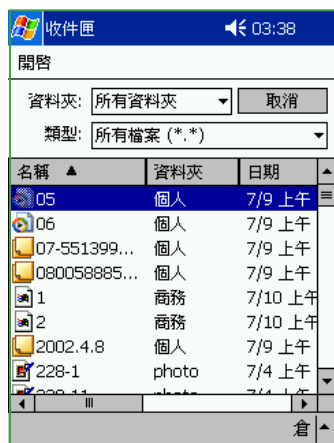 收件匣 03:38
開啓
資料夾: 所有資料夾 取消
類型: 所有檔案 (*.*)
名稱 資料夾 日期
05 個人 7/9 上午
06 個人 7/9 上午
07-551399... 個人 7/9 上午
080058885... 個人 7/9 上午
1 商務 7/10 上午
2 商務 7/10 上午
2002.4.8 個人 7/9 上午
228-1 photo 7/4 上午
倉